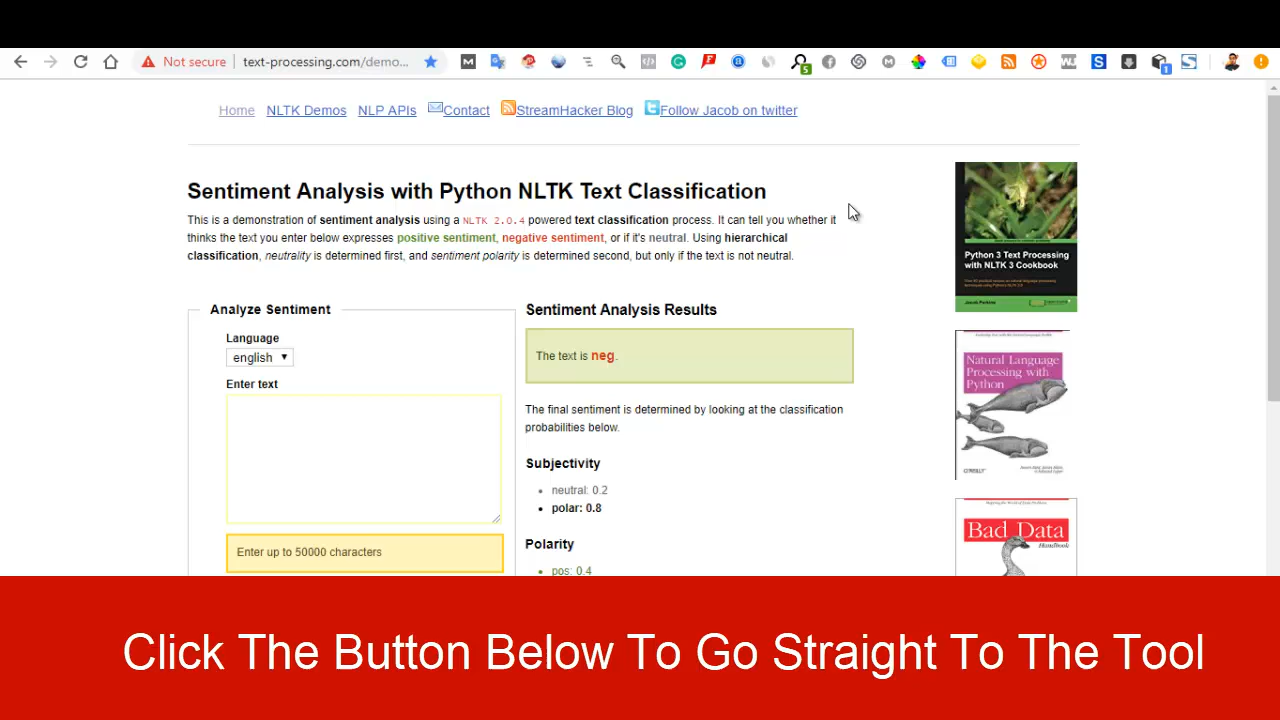 Not secure text-processing.com/demo...
Home NLTK Demos NLP APIs Contact StreamHacker Blog Follow Jacob on twitter
Sentiment Analysis with Python NLTK Text Classification
This is a demonstration of sentiment analysis using a NLTK 2.0.4 powered text classification process. It can tell you whether it
thinks the text you enter below expresses positive sentiment, negative sentiment, or if it's neutral. Using hierarchical
classification, neutrality is determined first, and sentiment polarity is determined second, but only if the text is not neutral.
Analyze Sentiment
Language
english
Enter text
Enter up to 50000 characters
Sentiment Analysis Results
The text is neg.
The final sentiment is determined by looking at the classification
probabilities below.
Subjectivity
neutral: 0.2
polar: 0.8
Polarity
pos: 0.4
Python 3 Text Processing
with NLTK 3 Cookbook
Jacob Perkins
Natural Language
Processing with
Python
O'REILLY
Bad Data
Handbook
Click The Button Below To Go Straight To The Tool